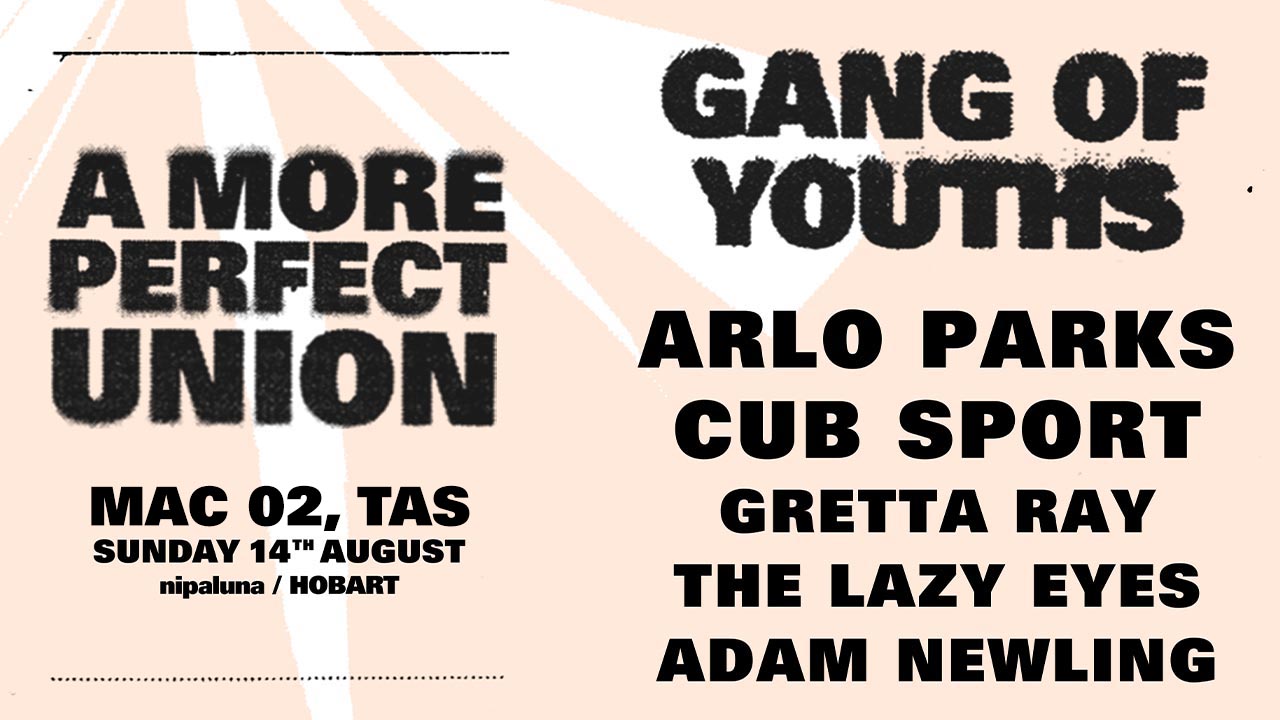 A MORE
PERFECT
UNION
MAC 02, TAS
SUNDAY 14TH AUGUST
nipaluna / HOBART
GANG OF
YOUTHS
ARLO PARKS
CUB SPORT
GRETTA RAY
THE LAZY EYES
ADAM NEWLING